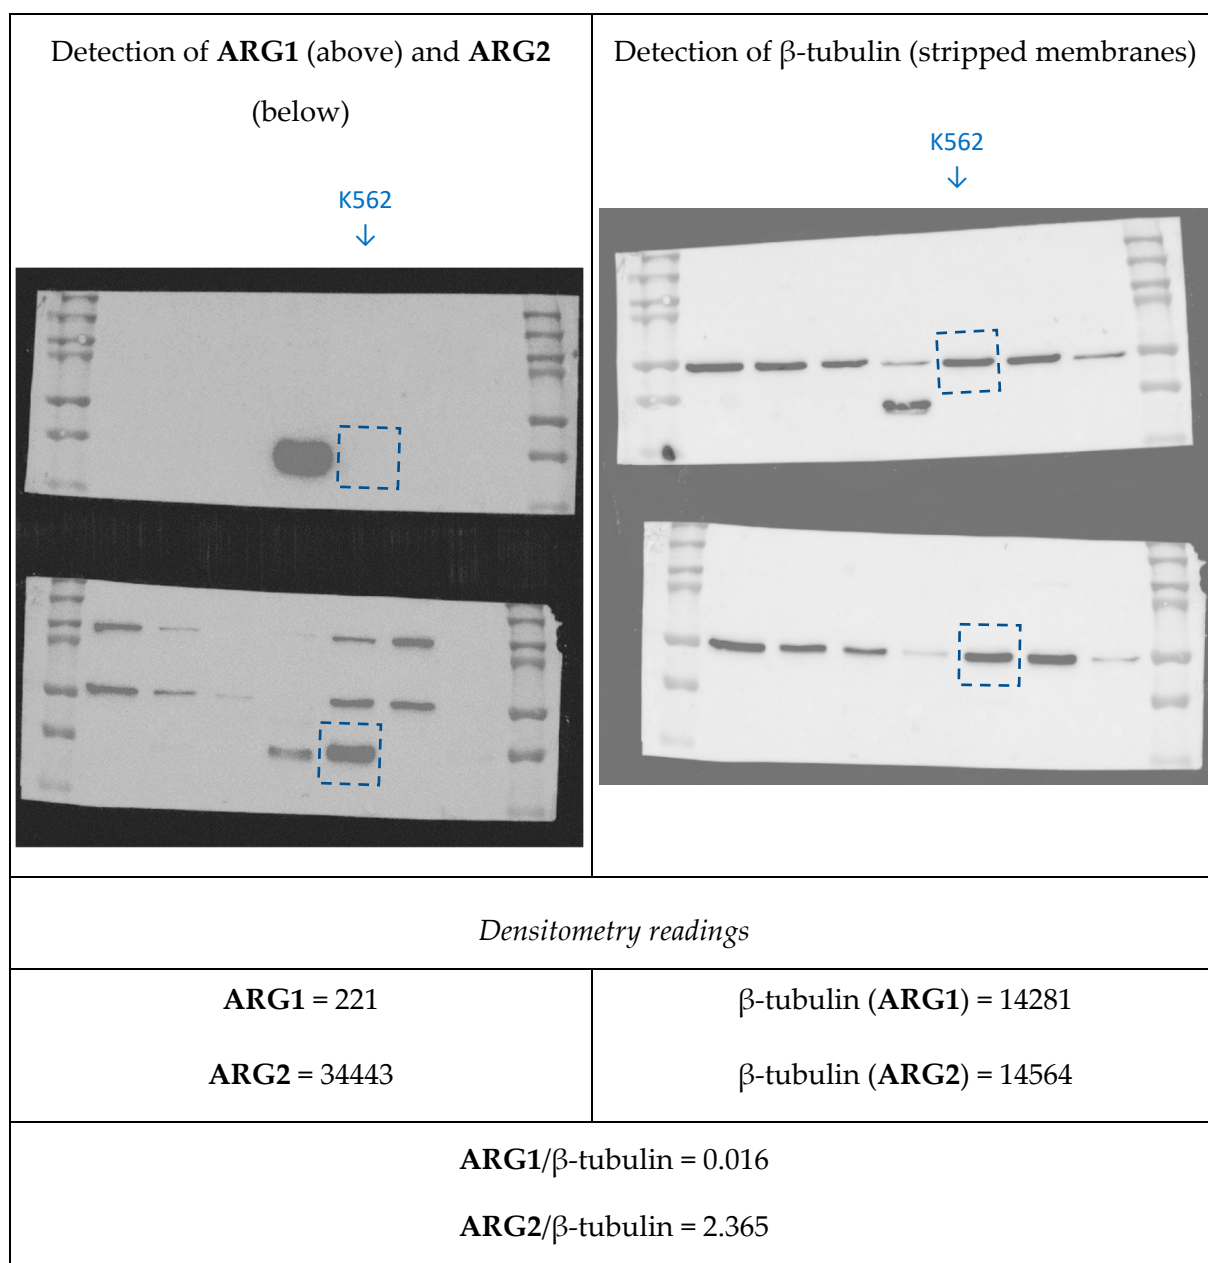 Detection of ARG1 (above) and ARG2
(below)
K562
↓
Detection of β-tubulin (stripped membranes)
K562
↓
Densitometry readings
ARG1 = 221
ARG2 = 34443
β-tubulin (ARG1) = 14281
β-tubulin (ARG2) = 14564
ARG1/β-tubulin = 0.016
ARG2/β-tubulin = 2.365